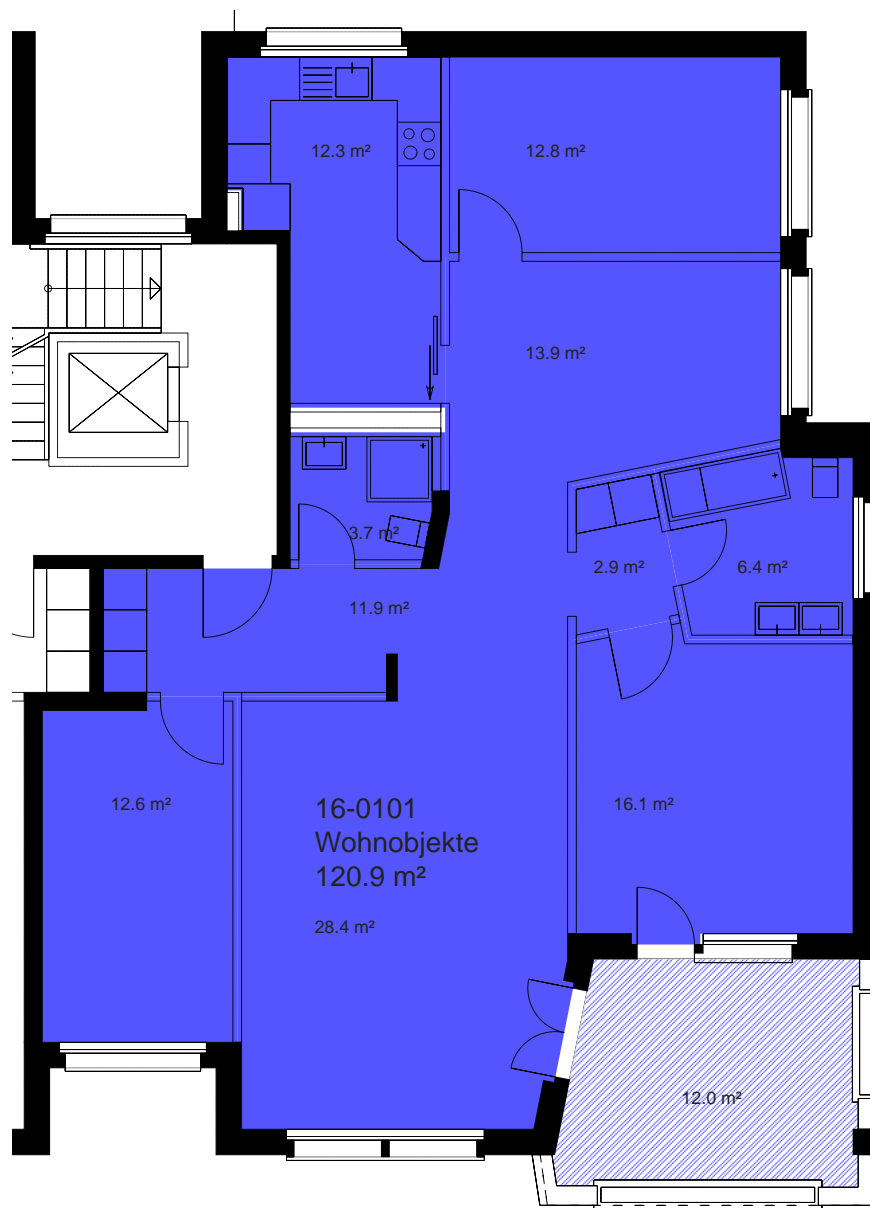 12.3 m²
12.8 m²
13.9 m²
3.7 m²
2.9 m²
6.4 m²
11.9 m²
12.6 m²
16-0101
Wohnobjekte
120.9 m²
16.1 m²
28.4 m²
12.0 m²